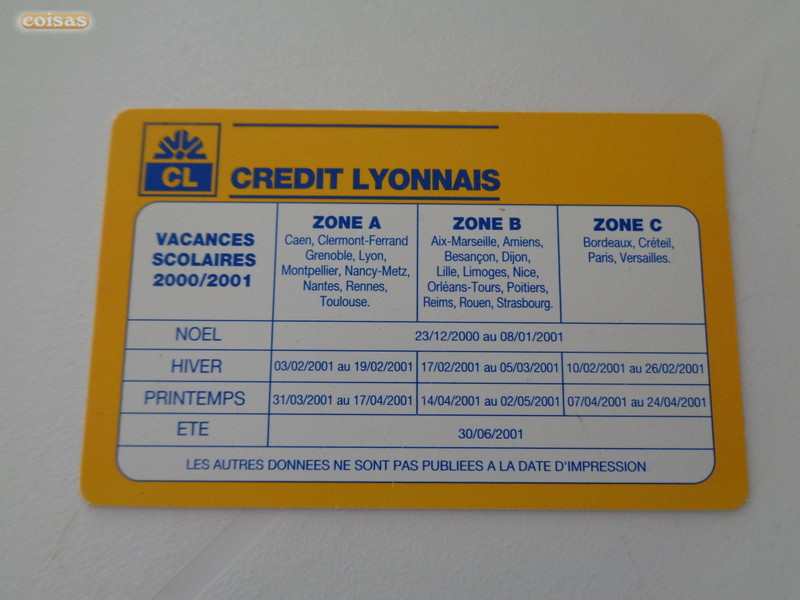 coisas
CL
CREDIT LYONNAIS
VACANCES
SCOLAIRES
2000/2001
ZONE A
Caen, Clermont-Ferrand
Grenoble, Lyon,
Montpellier, Nancy-Metz,
Nantes, Rennes,
Toulouse.
ZONE B
Aix-Marseille, Amiens,
Besançon, Dijon,
Lille, Limoges, Nice,
Orléans-Tours, Poitiers,
Reims, Rouen, Strasbourg.
ZONE C
Bordeaux, Créteil,
Paris, Versailles.
NOEL 23/12/2000 au 08/01/2001
HIVER 03/02/2001 au 19/02/2001 17/02/2001 au 05/03/2001 10/02/2001 au 26/02/2001
PRINTEMPS 31/03/2001 au 17/04/2001 14/04/2001 au 02/05/2001 07/04/2001 au 24/04/2001
ETE 30/06/2001
LES AUTRES DONNEES NE SONT PAS PUBLIEES A LA DATE D'IMPRESSION